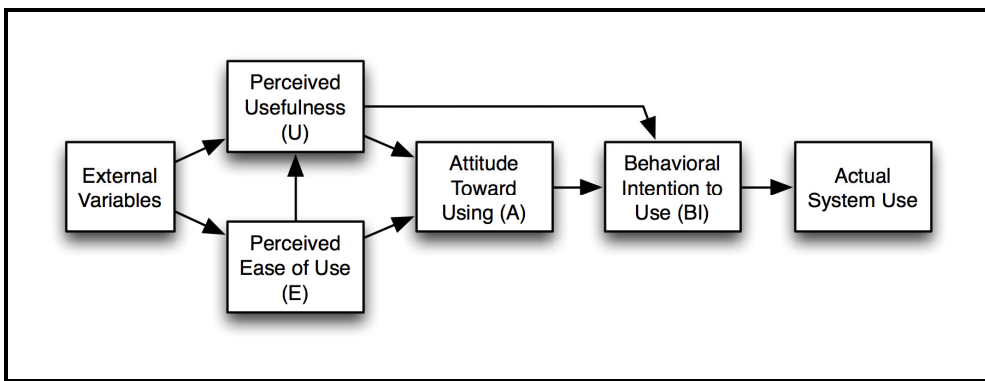 External
Variables
Perceived
Usefulness
(U)
Perceived
Ease of Use
(E)
Attitude
Toward
Using (A)
Behavioral
Intention to
Use (BI)
Actual
System Use